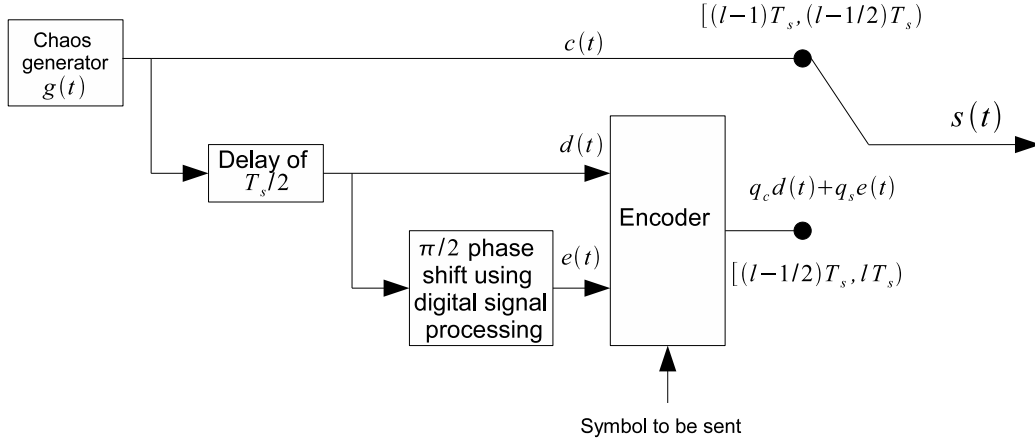 Chaos
generator
g(t)
c(t)
[(l−1)T_s,(l−1/2)T_s)
s(t)
Delay of
T_s/2
d(t)
π/2 phase
shift using
digital signal
processing
e(t)
Encoder
q_c d(t)+q_s e(t)
[(l−1/2)T_s,lT_s)
Symbol to be sent